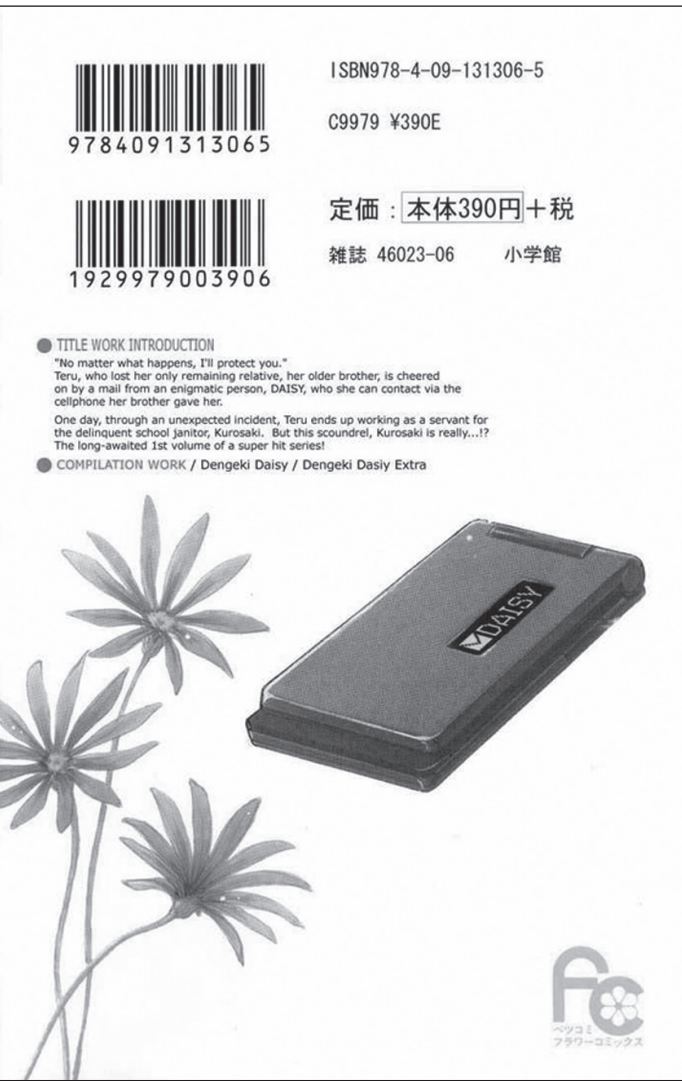 ISBN978-4-09-131306-5
9784091313065
C9979 ¥390E
定価：本体390円＋税
雑誌 46023-06 小学館
1929979003906
TITLE WORK INTRODUCTION
"No matter what happens, I'll protect you."
Teru, who lost her only remaining relative, her older brother, is cheered
on by a mail from an enigmatic person, DAISY, who she can contact via the
cellphone her brother gave her.
One day, through an unexpected incident, Teru ends up working as a servant for
the delinquent school janitor, Kurosaki. But this scoundrel, Kurosaki is really...!?
The long-awaited 1st volume of a super hit series!
COMPILATION WORK / Dengeki Daisy / Dengeki Dasiy Extra
DAISY
fc
ベツコミ
フラワーコミックス